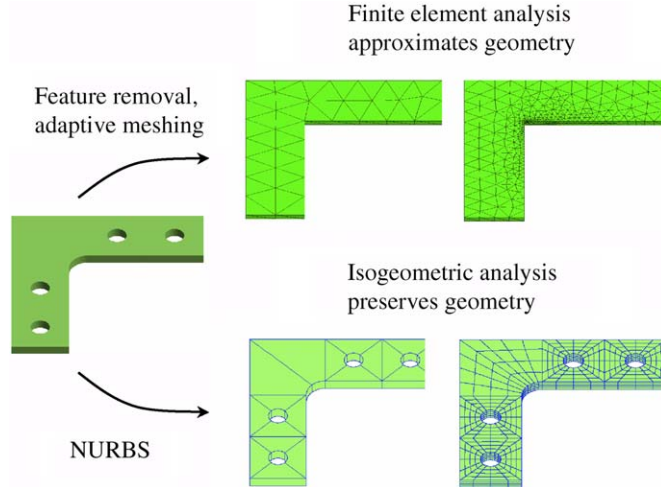 Finite element analysis
approximates geometry
Feature removal,
adaptive meshing
Isogeometric analysis
preserves geometry
NURBS